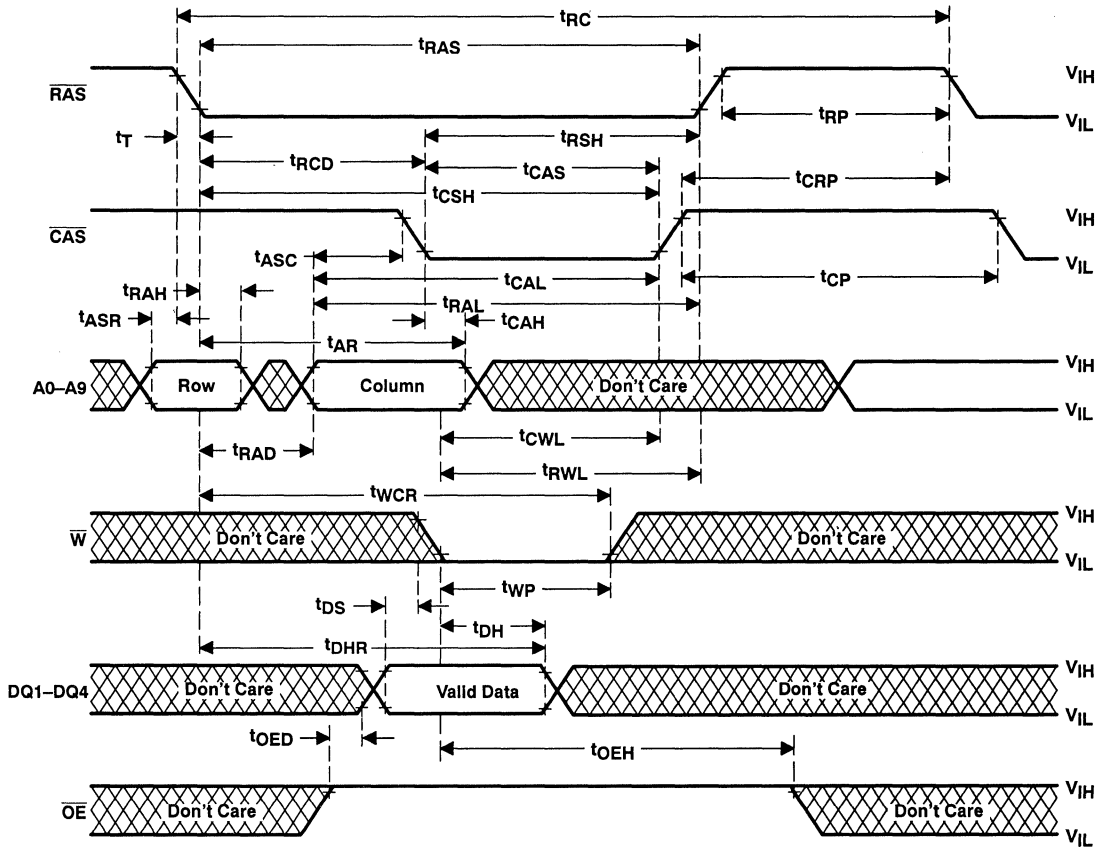 tRC
tRAS
RAS
VIH
VIL
tT
tRP
tRSH
tRCD
tCAS
tCRP
tCSH
CAS
VIH
VIL
tASC
tCAL
tCP
tRAH
tRAL
tASR
tCAH
tAR
A0–A9
Row
Column
Don't Care
VIH
VIL
tCWL
tRAD
tRWL
tWCR
W
Don't Care
Don't Care
VIH
VIL
tWP
tDS
tDH
tDHR
DQ1–DQ4
Don't Care
Valid Data
Don't Care
VIH
VIL
tOED
tOEH
OE
Don't Care
Don't Care
VIH
VIL